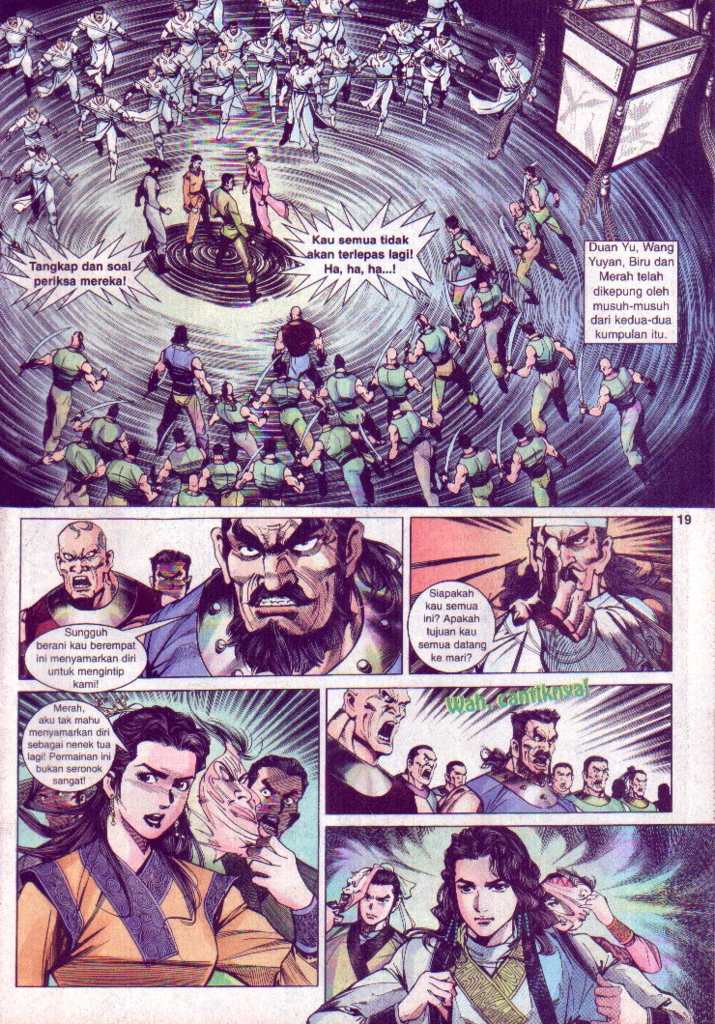 Tangkap dan soal
periksa mereka!
Kau semua tidak
akan terlepas lagi!
Ha, ha, ha...!
Duan Yu, Wang
Yuyan, Biru dan
Merah telah
dikepung oleh
musuh-musuh
dari kedua-dua
kumpulan itu.
19
Sungguh
berani kau berempat
ini menyamarkan diri
untuk mengintip
kami!
Siapakah
kau semua
ini? Apakah
tujuan kau
semua datang
ke mari?
Merah,
aku tak mahu
menyamarkan diri
sebagai nenek tua
lagi! Permainan ini
bukan seronok
sangat!
Wah, cantiknya!